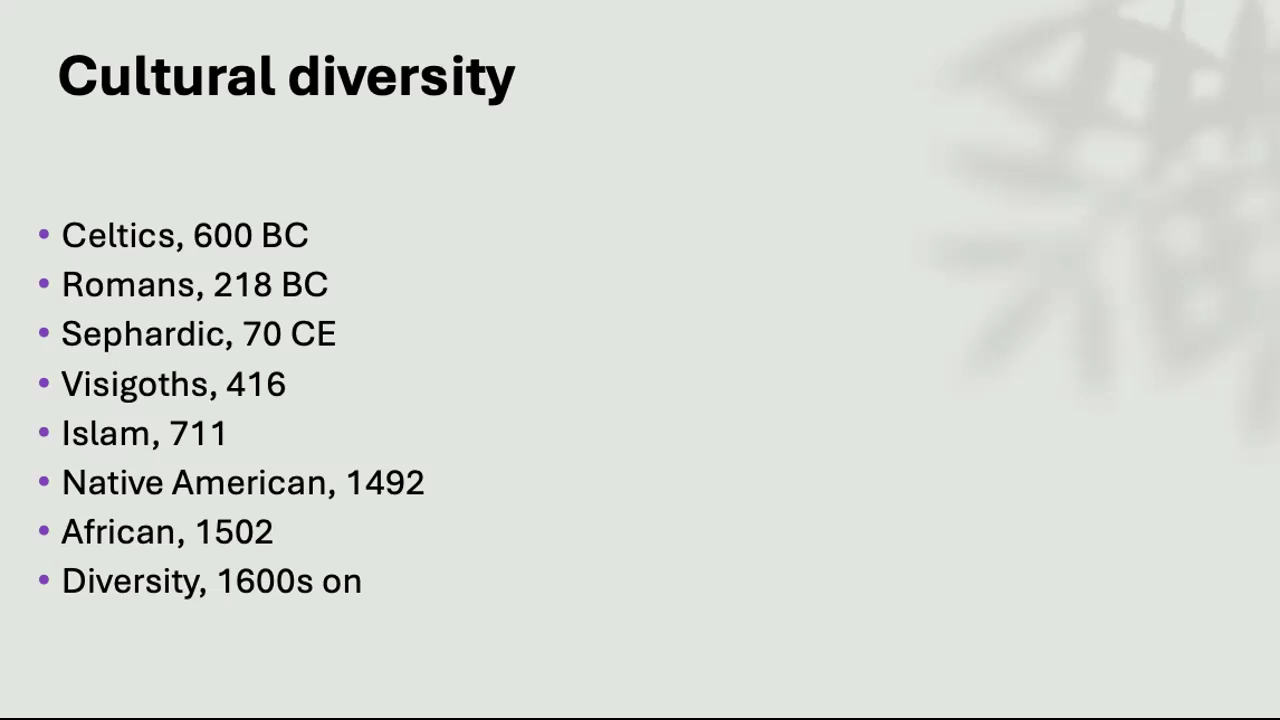 Cultural diversity
• Celtics, 600 BC
• Romans, 218 BC
• Sephardic, 70 CE
• Visigoths, 416
• Islam, 711
• Native American, 1492
• African, 1502
• Diversity, 1600s on